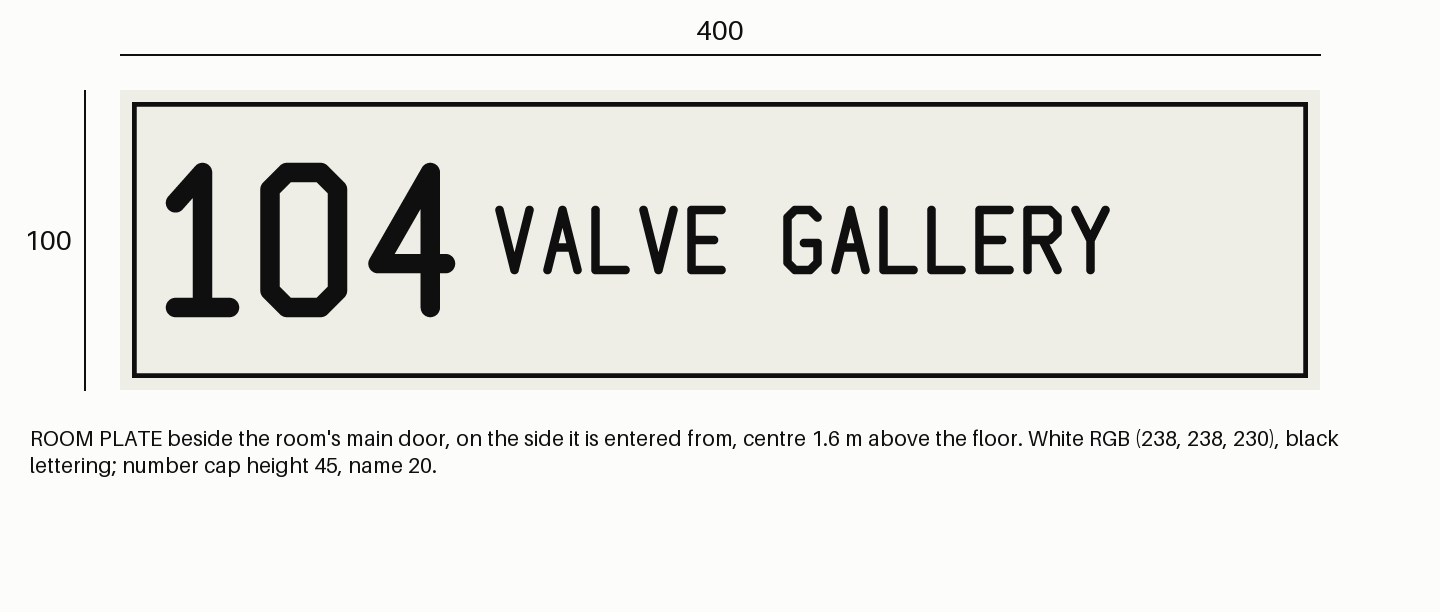 400
100
104 VALVE GALLERY
ROOM PLATE beside the room's main door, on the side it is entered from, centre 1.6 m above the floor. White RGB (238, 238, 230), black
lettering; number cap height 45, name 20.